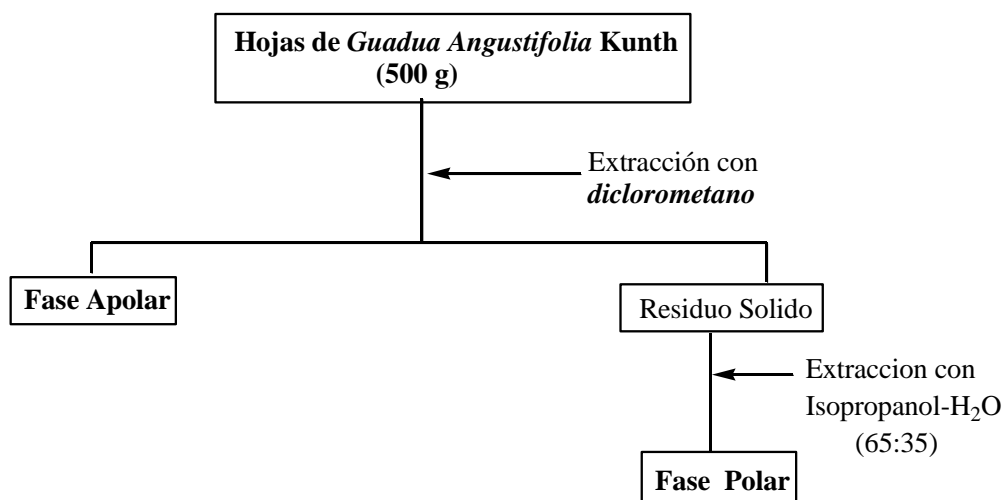 Hojas de Guadua Angustifolia Kunth
(500 g)
Extracción con
diclorometano
Fase Apolar
Residuo Solido
Extraccion con
Isopropanol-H₂O
(65:35)
Fase Polar